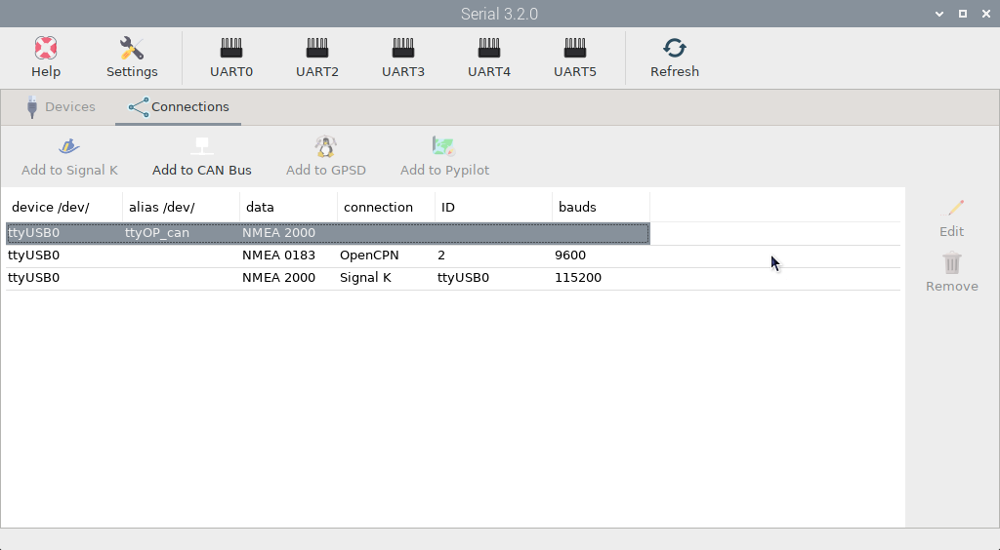 Serial 3.2.0
Help Settings UART0 UART2 UART3 UART4 UART5 Refresh
Devices Connections
Add to Signal K Add to CAN Bus Add to GPSD Add to Pypilot
device /dev/ alias /dev/ data connection ID bauds
ttyUSB0 ttyOP_can NMEA 2000
ttyUSB0 NMEA 0183 OpenCPN 2 9600
ttyUSB0 NMEA 2000 Signal K ttyUSB0 115200
Edit
Remove